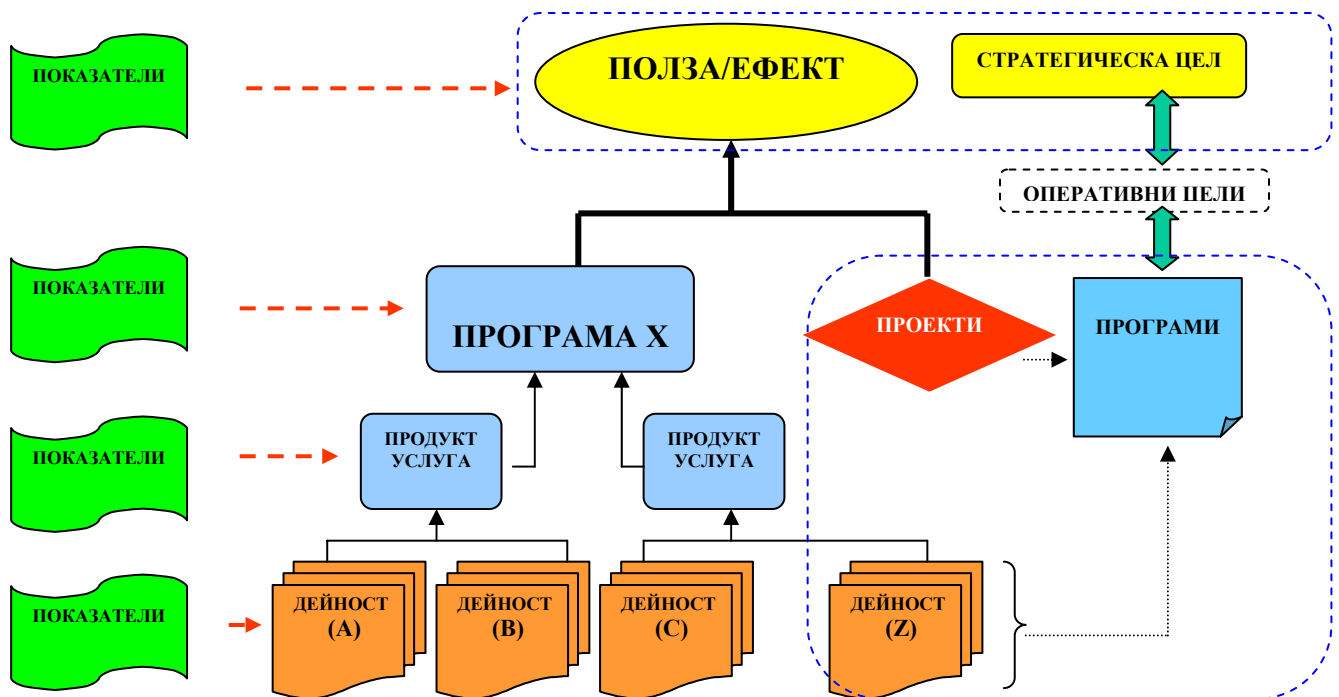 ПОКАЗАТЕЛИ
ПОЛЗА/ЕФЕКТ
СТРАТЕГИЧЕСКА ЦЕЛ
ОПЕРАТИВНИ ЦЕЛИ
ПОКАЗАТЕЛИ
ПРОГРАМА X
ПРОЕКТИ
ПРОГРАМИ
ПОКАЗАТЕЛИ
ПРОДУКТ
УСЛУГА
ПРОДУКТ
УСЛУГА
ПОКАЗАТЕЛИ
ДЕЙНОСТ
(A)
ДЕЙНОСТ
(B)
ДЕЙНОСТ
(C)
ДЕЙНОСТ
(Z)